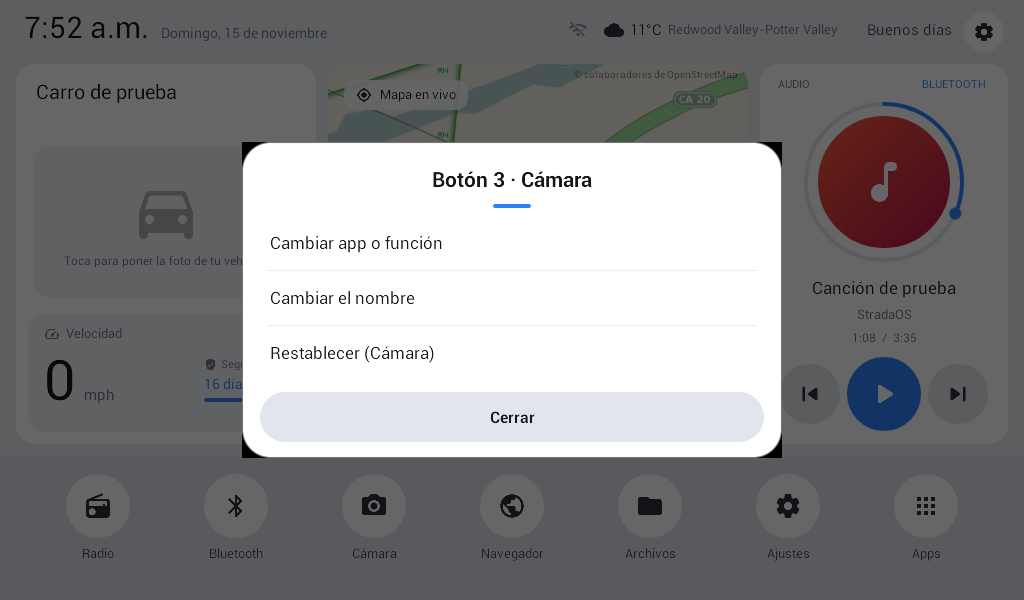 7:52 a.m.
Domingo, 15 de noviembre
11°C
Redwood Valley·Potter Valley
Buenos días
Carro de prueba
RN
© colaboradores de OpenStreetMap
Mapa en vivo
CA 20
RN
AUDIO
BLUETOOTH
Botón 3 · Cámara
Cambiar app o función
Cambiar el nombre
Restablecer (Cámara)
Cerrar
Toca para poner la foto de tu
Velocidad
0 mph
16
Canción de prueba
StradaOS
1:08 / 3:35
Radio
Bluetooth
Cámara
Navegador
Archivos
Ajustes
Apps